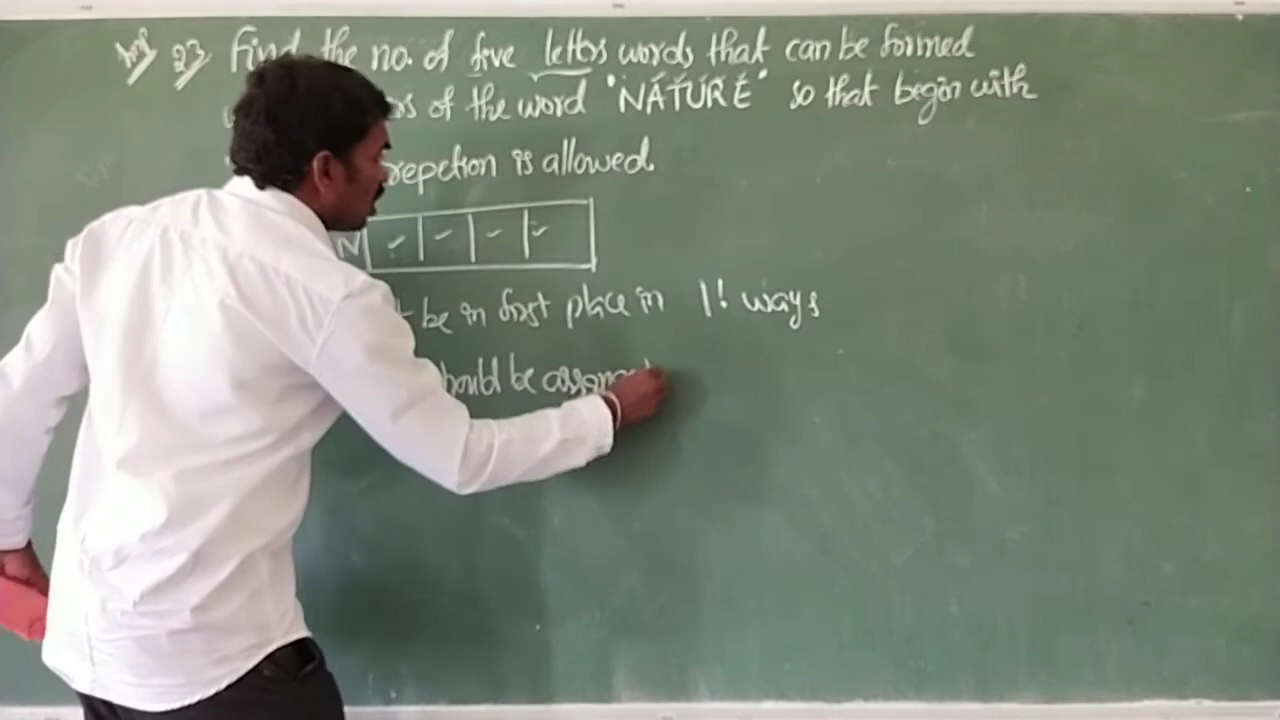 Imp 23 Find the no. of five letters words that can be formed
of the word 'NATURE' so that begin with
repetion is allowed.
N
be in first place in 1! ways
should be